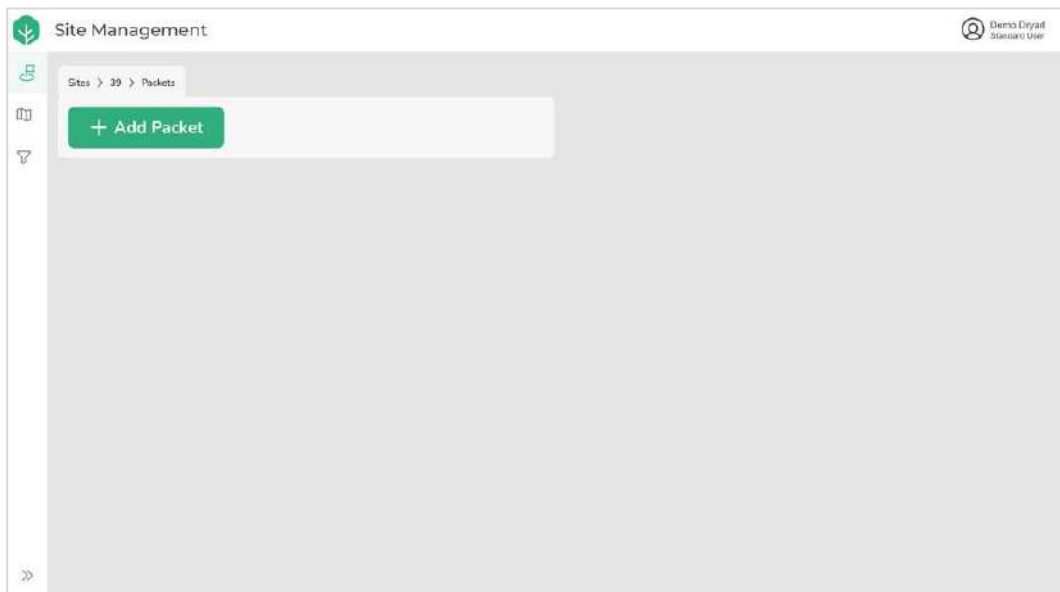 Site Management
Demo Dryad
Standard User
Sites > 39 > Packets
+ Add Packet